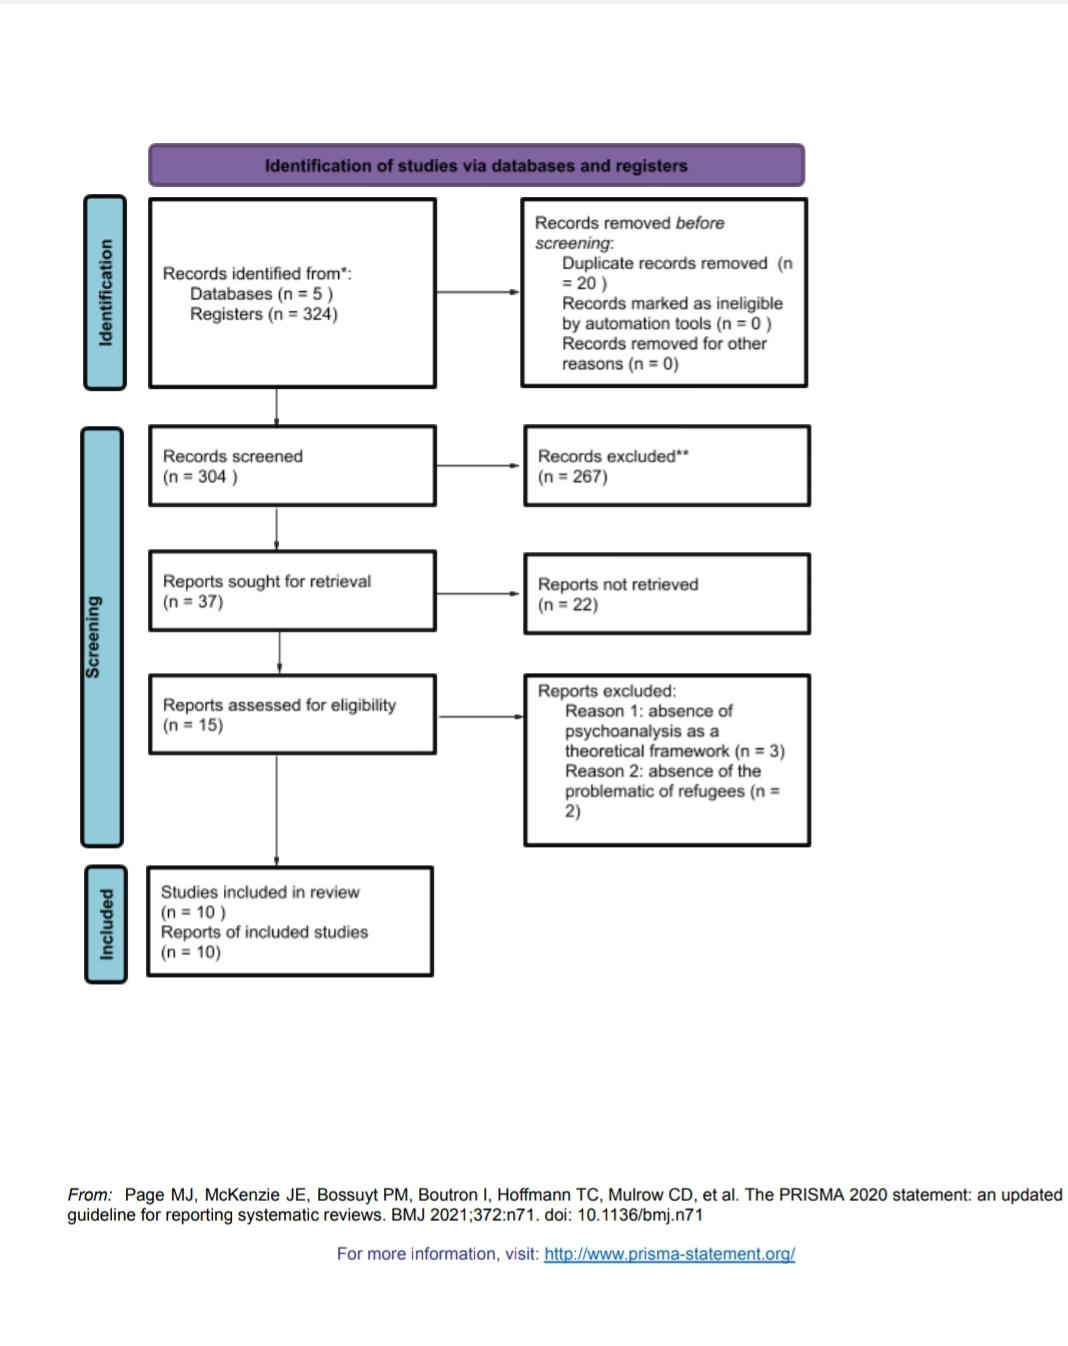 Identification of studies via databases and registers
Identification
Records identified from*:
Databases (n = 5 )
Registers (n = 324)
Records removed before
screening:
Duplicate records removed (n
= 20 )
Records marked as ineligible
by automation tools (n = 0 )
Records removed for other
reasons (n = 0)
Screening
Records screened
(n = 304 )
Records excluded**
(n = 267)
Reports sought for retrieval
(n = 37)
Reports not retrieved
(n = 22)
Reports assessed for eligibility
(n = 15)
Reports excluded:
Reason 1: absence of
psychoanalysis as a
theoretical framework (n = 3)
Reason 2: absence of the
problematic of refugees (n =
2)
Included
Studies included in review
(n = 10 )
Reports of included studies
(n = 10)
From: Page MJ, McKenzie JE, Bossuyt PM, Boutron I, Hoffmann TC, Mulrow CD, et al. The PRISMA 2020 statement: an updated
guideline for reporting systematic reviews. BMJ 2021;372:n71. doi: 10.1136/bmj.n71
For more information, visit: http://www.prisma-statement.org/